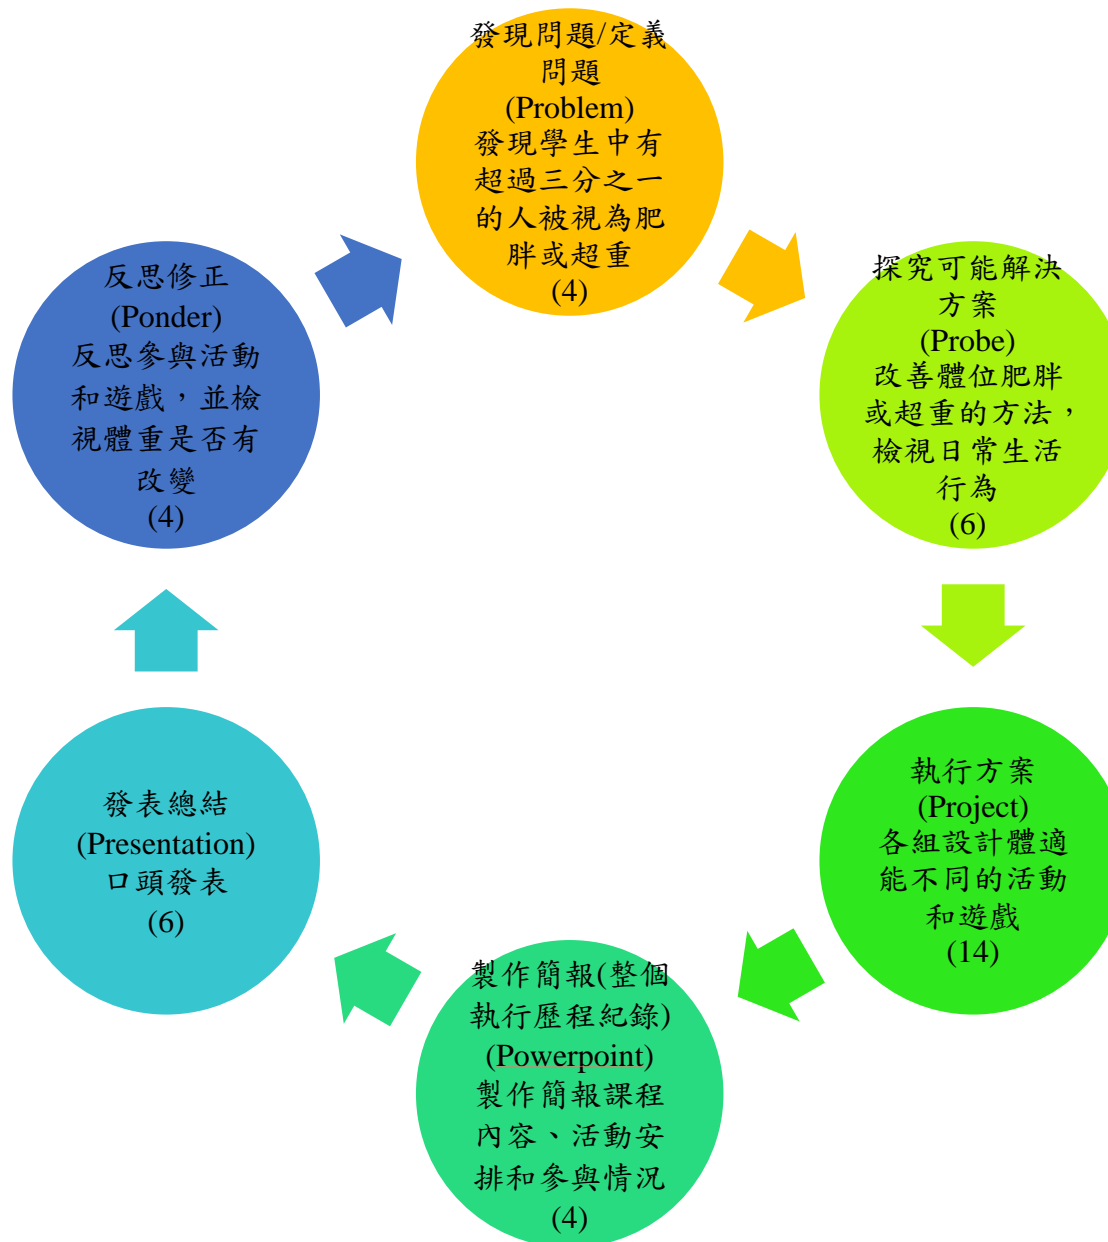 發現問題/定義
問題
(Problem)
發現學生中有
超過三分之一
的人被視為肥
胖或超重
(4)
探究可能解決
方案
(Probe)
改善體位肥胖
或超重的方法，
檢視日常生活
行為
(6)
執行方案
(Project)
各組設計體適
能不同的活動
和遊戲
(14)
製作簡報(整個
執行歷程紀錄)
(Powerpoint)
製作簡報課程
內容、活動安
排和參與情況
(4)
發表總結
(Presentation)
口頭發表
(6)
反思修正
(Ponder)
反思參與活動
和遊戲，並檢
視體重是否有
改變
(4)